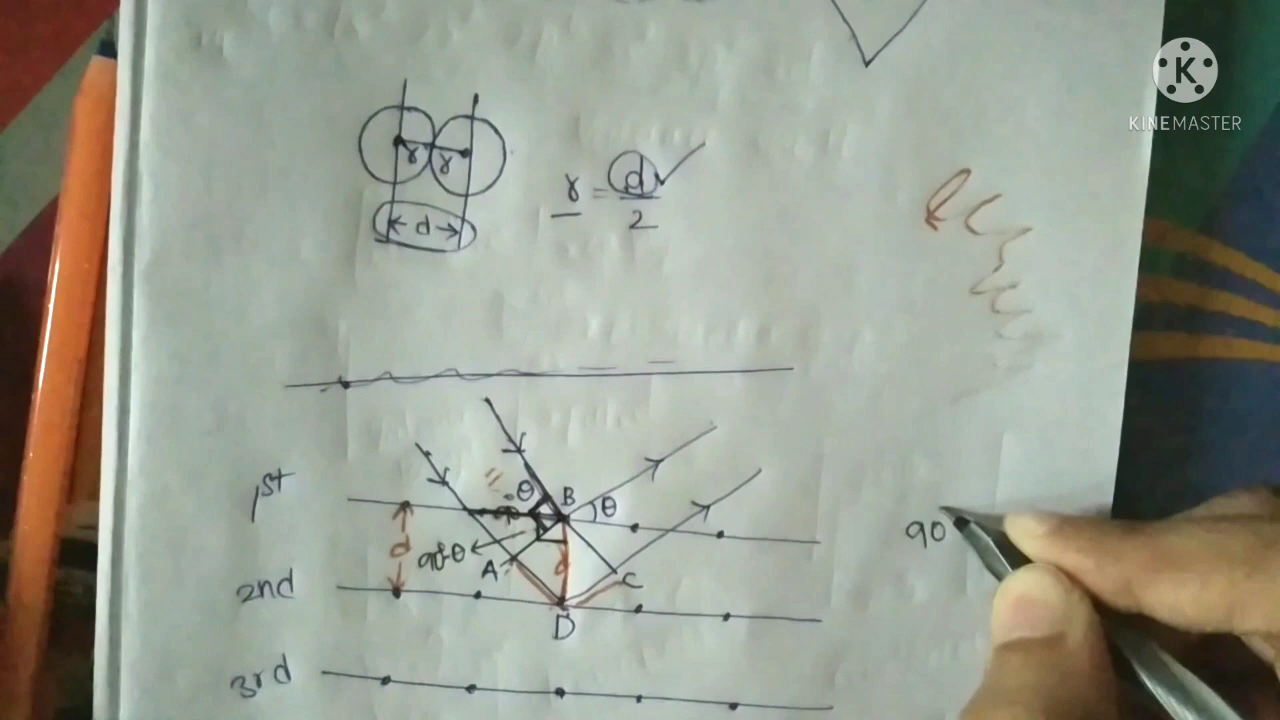 K
KINEMASTER
r r
d
r = d/2
1st
θ B θ
d
90-θ
A
d
C
2nd
D
3rd
90